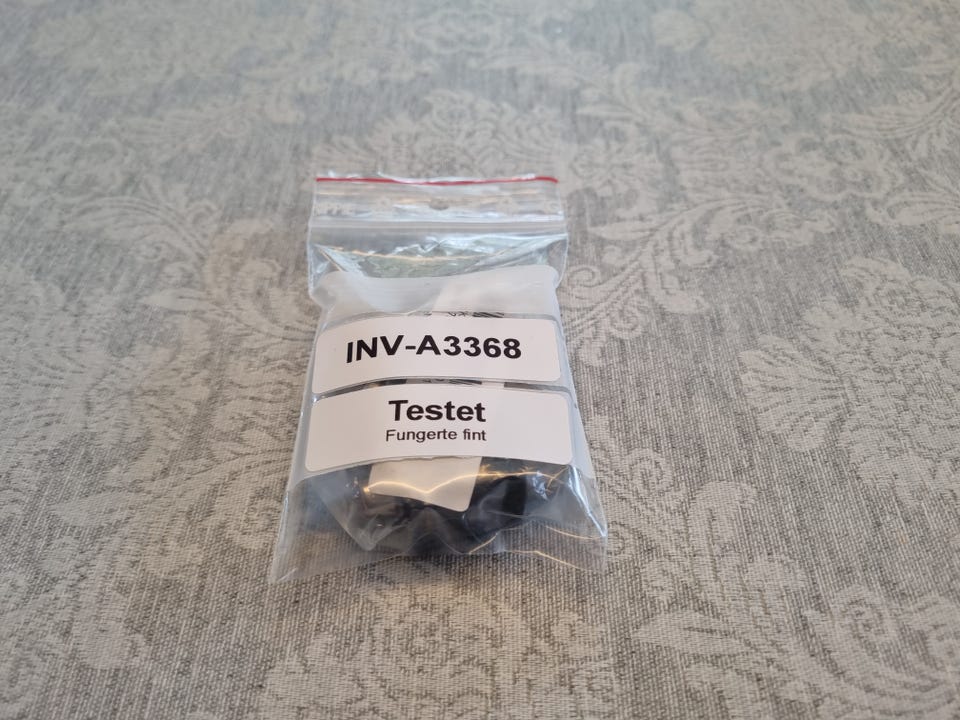 INV-A3368
Testet
Fungerte fint